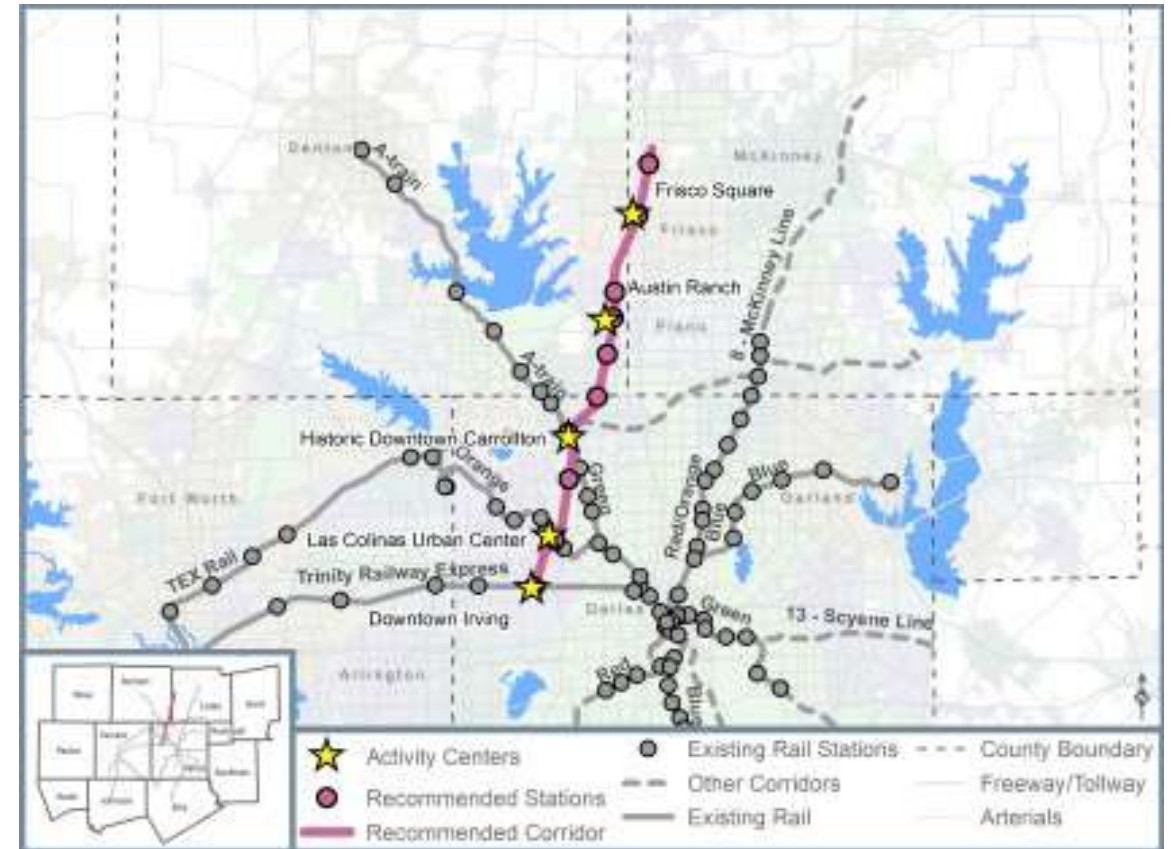 Denton
A-train
McKinney
Frisco Square
Frisco
Austin Ranch
Plano
8 - McKinney Line
A-train
Historic Downtown Carrollton
Orange
Green
Red/Orange
Blue
Blue
Garland
Fort Worth
Las Colinas Urban Center
TEX Rail
Trinity Railway Express
Downtown Irving
Dallas
Green
13 - Scyene Line
Arlington
Red
Blue
Activity Centers
Recommended Stations
Recommended Corridor
Existing Rail Stations
Other Corridors
Existing Rail
County Boundary
Freeway/Tollway
Arterials